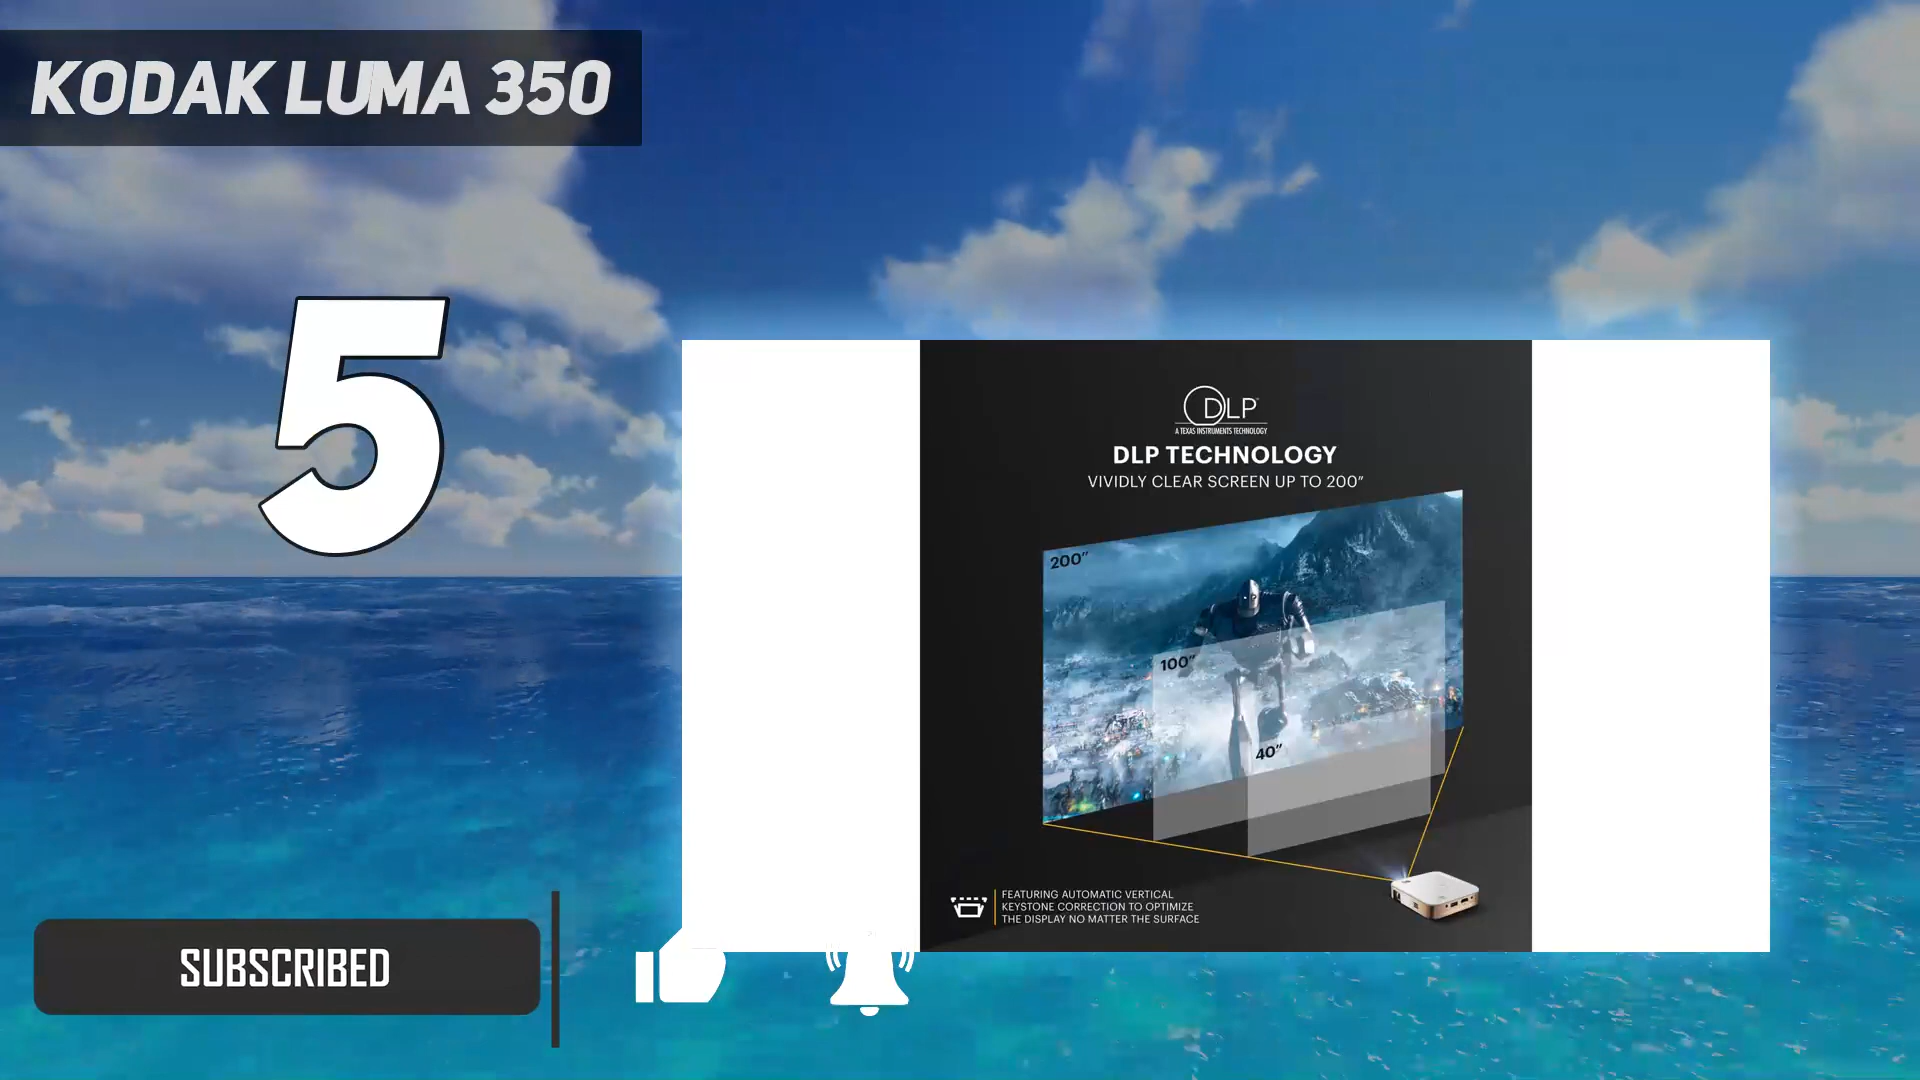 KODAK LUMA 350
5
DLP
A TEXAS INSTRUMENTS TECHNOLOGY
DLP TECHNOLOGY
VIVIDLY CLEAR SCREEN UP TO 200”
200”
100”
40”
FEATURING AUTOMATIC VERTICAL
KEYSTONE CORRECTION TO OPTIMIZE
THE DISPLAY NO MATTER THE SURFACE
SUBSCRIBED